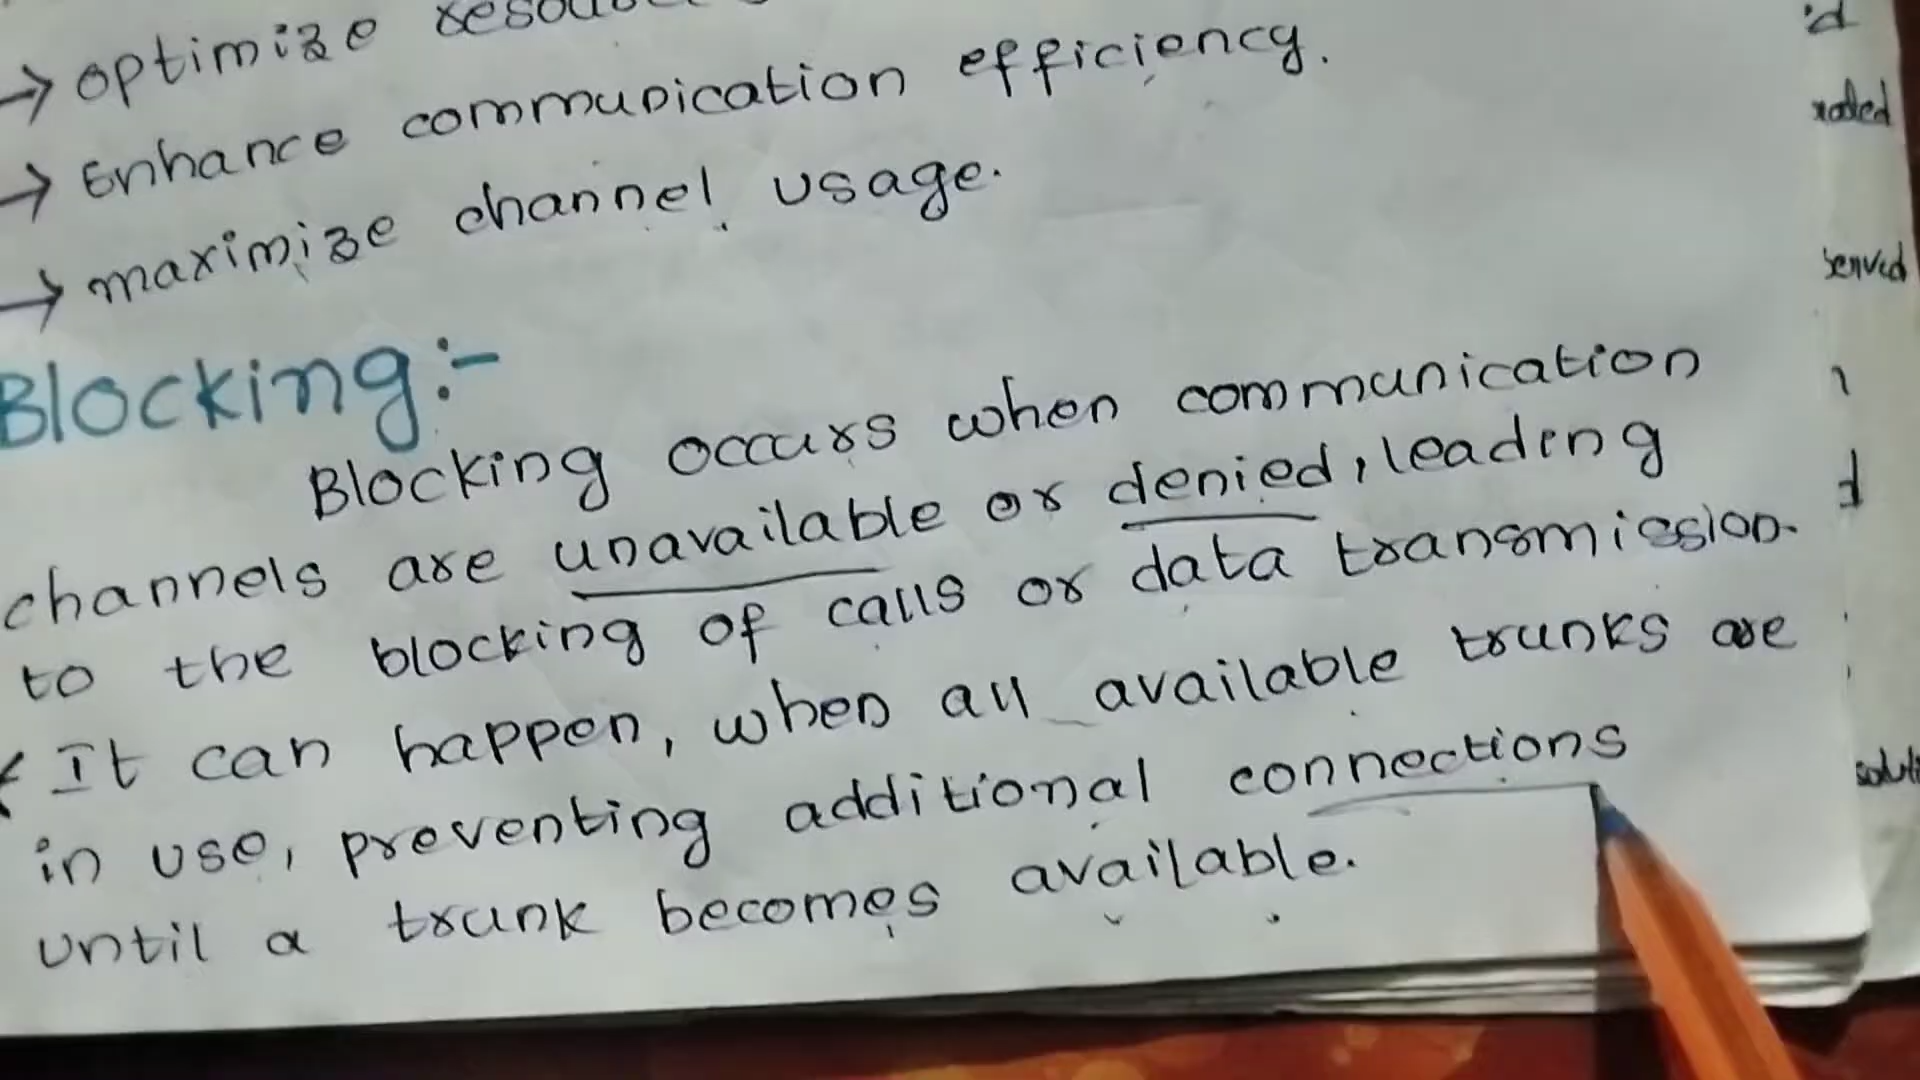 → optimize
→ Enhance communication efficiency.
→ maximize channel usage.
Blocking:-
Blocking occurs when communication
channels are unavailable or denied, leading
to the blocking of calls or data transmission.
It can happen, when all available trunks are
in use, preventing additional connections
until a trunk becomes available.
served